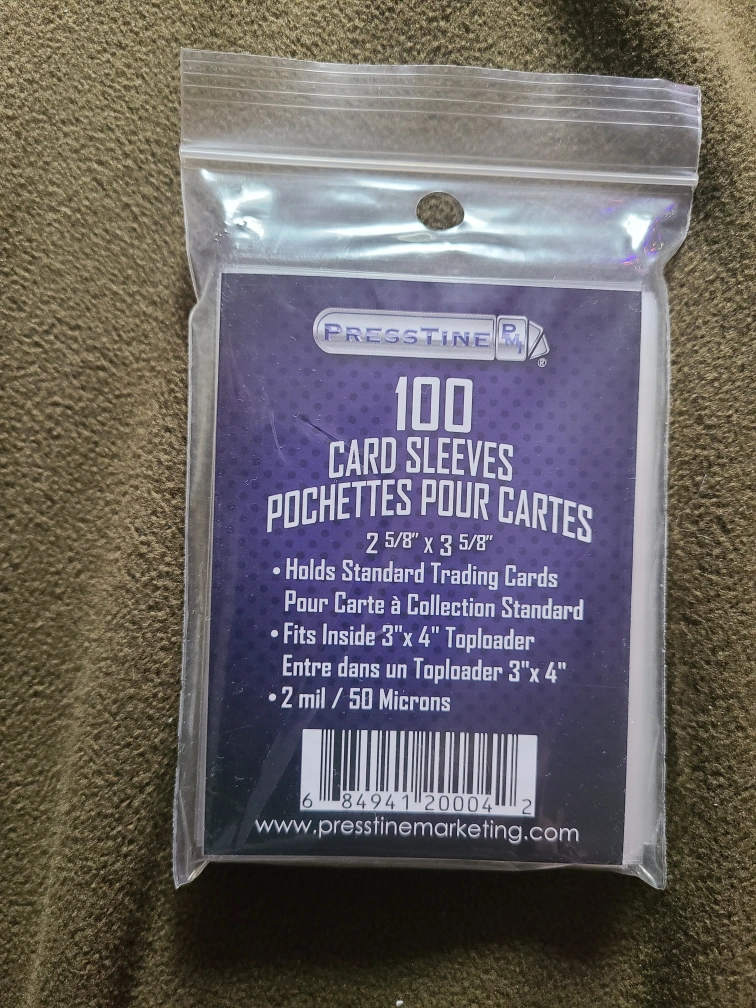 PRESSTINE PMI ®
100
CARD SLEEVES
POCHETTES POUR CARTES
2 5/8" x 3 5/8"
• Holds Standard Trading Cards
Pour Carte à Collection Standard
• Fits Inside 3"x 4" Toploader
Entre dans un Toploader 3"x 4"
• 2 mil / 50 Microns
6 84941 20004 2
www.presstinemarketing.com